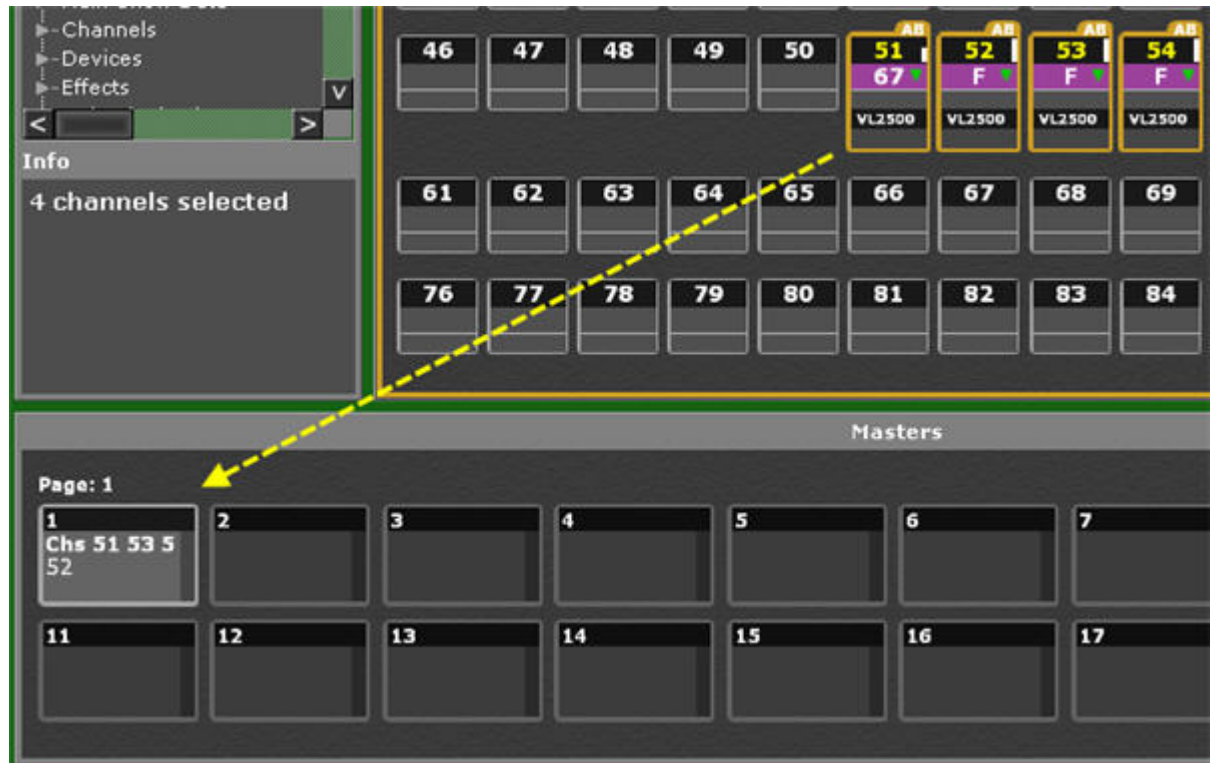 Channels
Devices
Effects
V
< >
Info
4 channels selected
46 47 48 49 50
AB AB AB AB
51 52 53 54
67 F F F
VL2500 VL2500 VL2500 VL2500
61 62 63 64 65 66 67 68 69
76 77 78 79 80 81 82 83 84
Masters
Page: 1
1 2 3 4 5 6 7
Chs 51 53 5
52
11 12 13 14 15 16 17